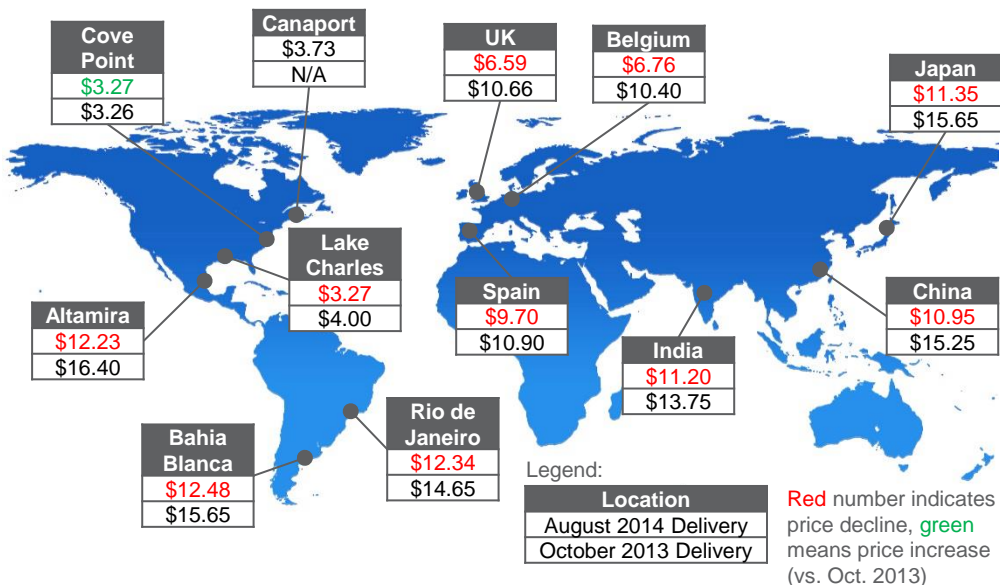 Canaport
$3.73
N/A
Cove
Point
$3.27
$3.26
UK
$6.59
$10.66
Belgium
$6.76
$10.40
Japan
$11.35
$15.65
Lake
Charles
$3.27
$4.00
Altamira
$12.23
$16.40
Spain
$9.70
$10.90
India
$11.20
$13.75
China
$10.95
$15.25
Bahia
Blanca
$12.48
$15.65
Rio de
Janeiro
$12.34
$14.65
Legend:
Location
August 2014 Delivery
October 2013 Delivery
Red number indicates
price decline, green
means price increase
(vs. Oct. 2013)